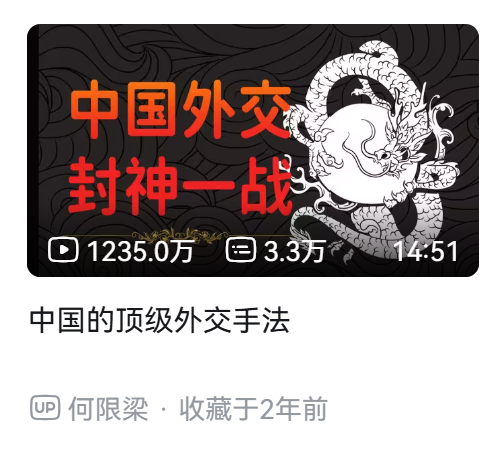 中国外交
封神一战
1235.0万 3.3万 14:51
中国的顶级外交手法
UP 何限梁 · 收藏于2年前